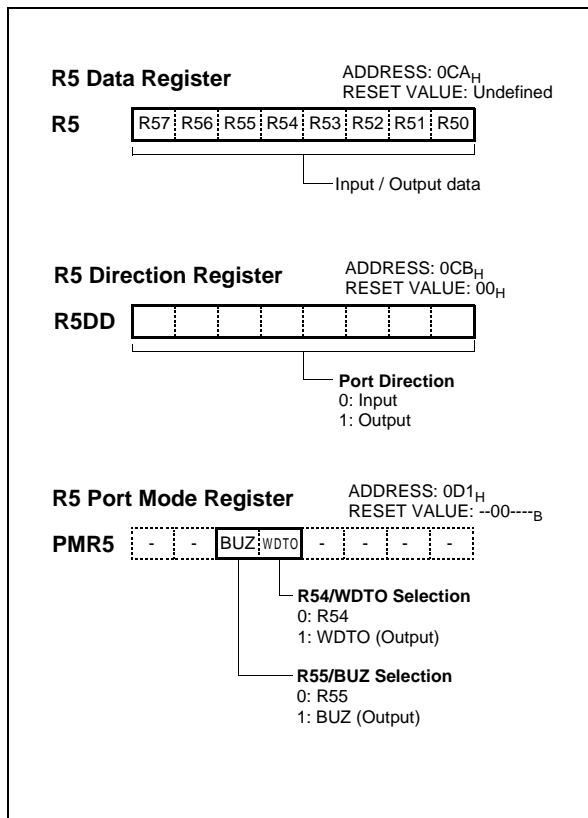 R5 Data Register
ADDRESS: 0CAH
RESET VALUE: Undefined
R5
R57 R56 R55 R54 R53 R52 R51 R50
Input / Output data
R5 Direction Register
ADDRESS: 0CBH
RESET VALUE: 00H
R5DD
Port Direction
0: Input
1: Output
R5 Port Mode Register
ADDRESS: 0D1H
RESET VALUE: --00----B
PMR5
- - BUZ WDTO - - - -
R54/WDTO Selection
0: R54
1: WDTO (Output)
R55/BUZ Selection
0: R55
1: BUZ (Output)